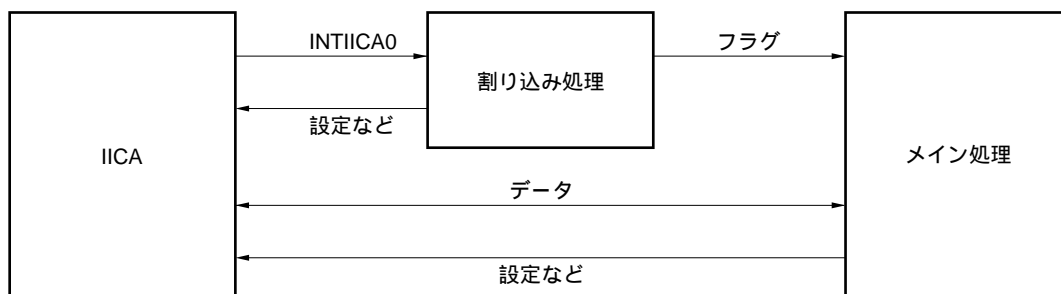 INTIICA0
フラグ
割り込み処理
設定など
IICA
メイン処理
データ
設定など